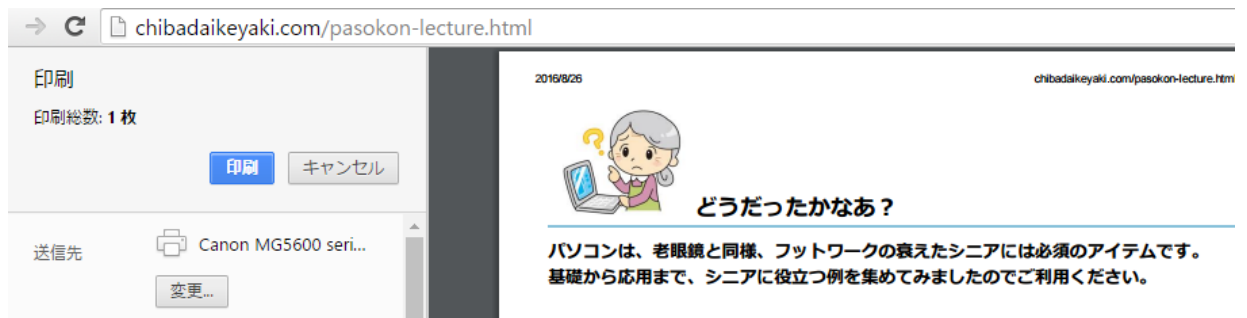 chibadaikeyaki.com/pasokon-lecture.html
印刷
印刷総数: 1 枚
印刷
キャンセル
送信先
Canon MG5600 seri...
変更...
2016/8/26
chibadaikeyaki.com/pasokon-lecture.html
?
どうだったかなあ？
パソコンは、老眼鏡と同様、フットワークの衰えたシニアには必須のアイテムです。
基礎から応用まで、シニアに役立つ例を集めてみましたのでご利用ください。